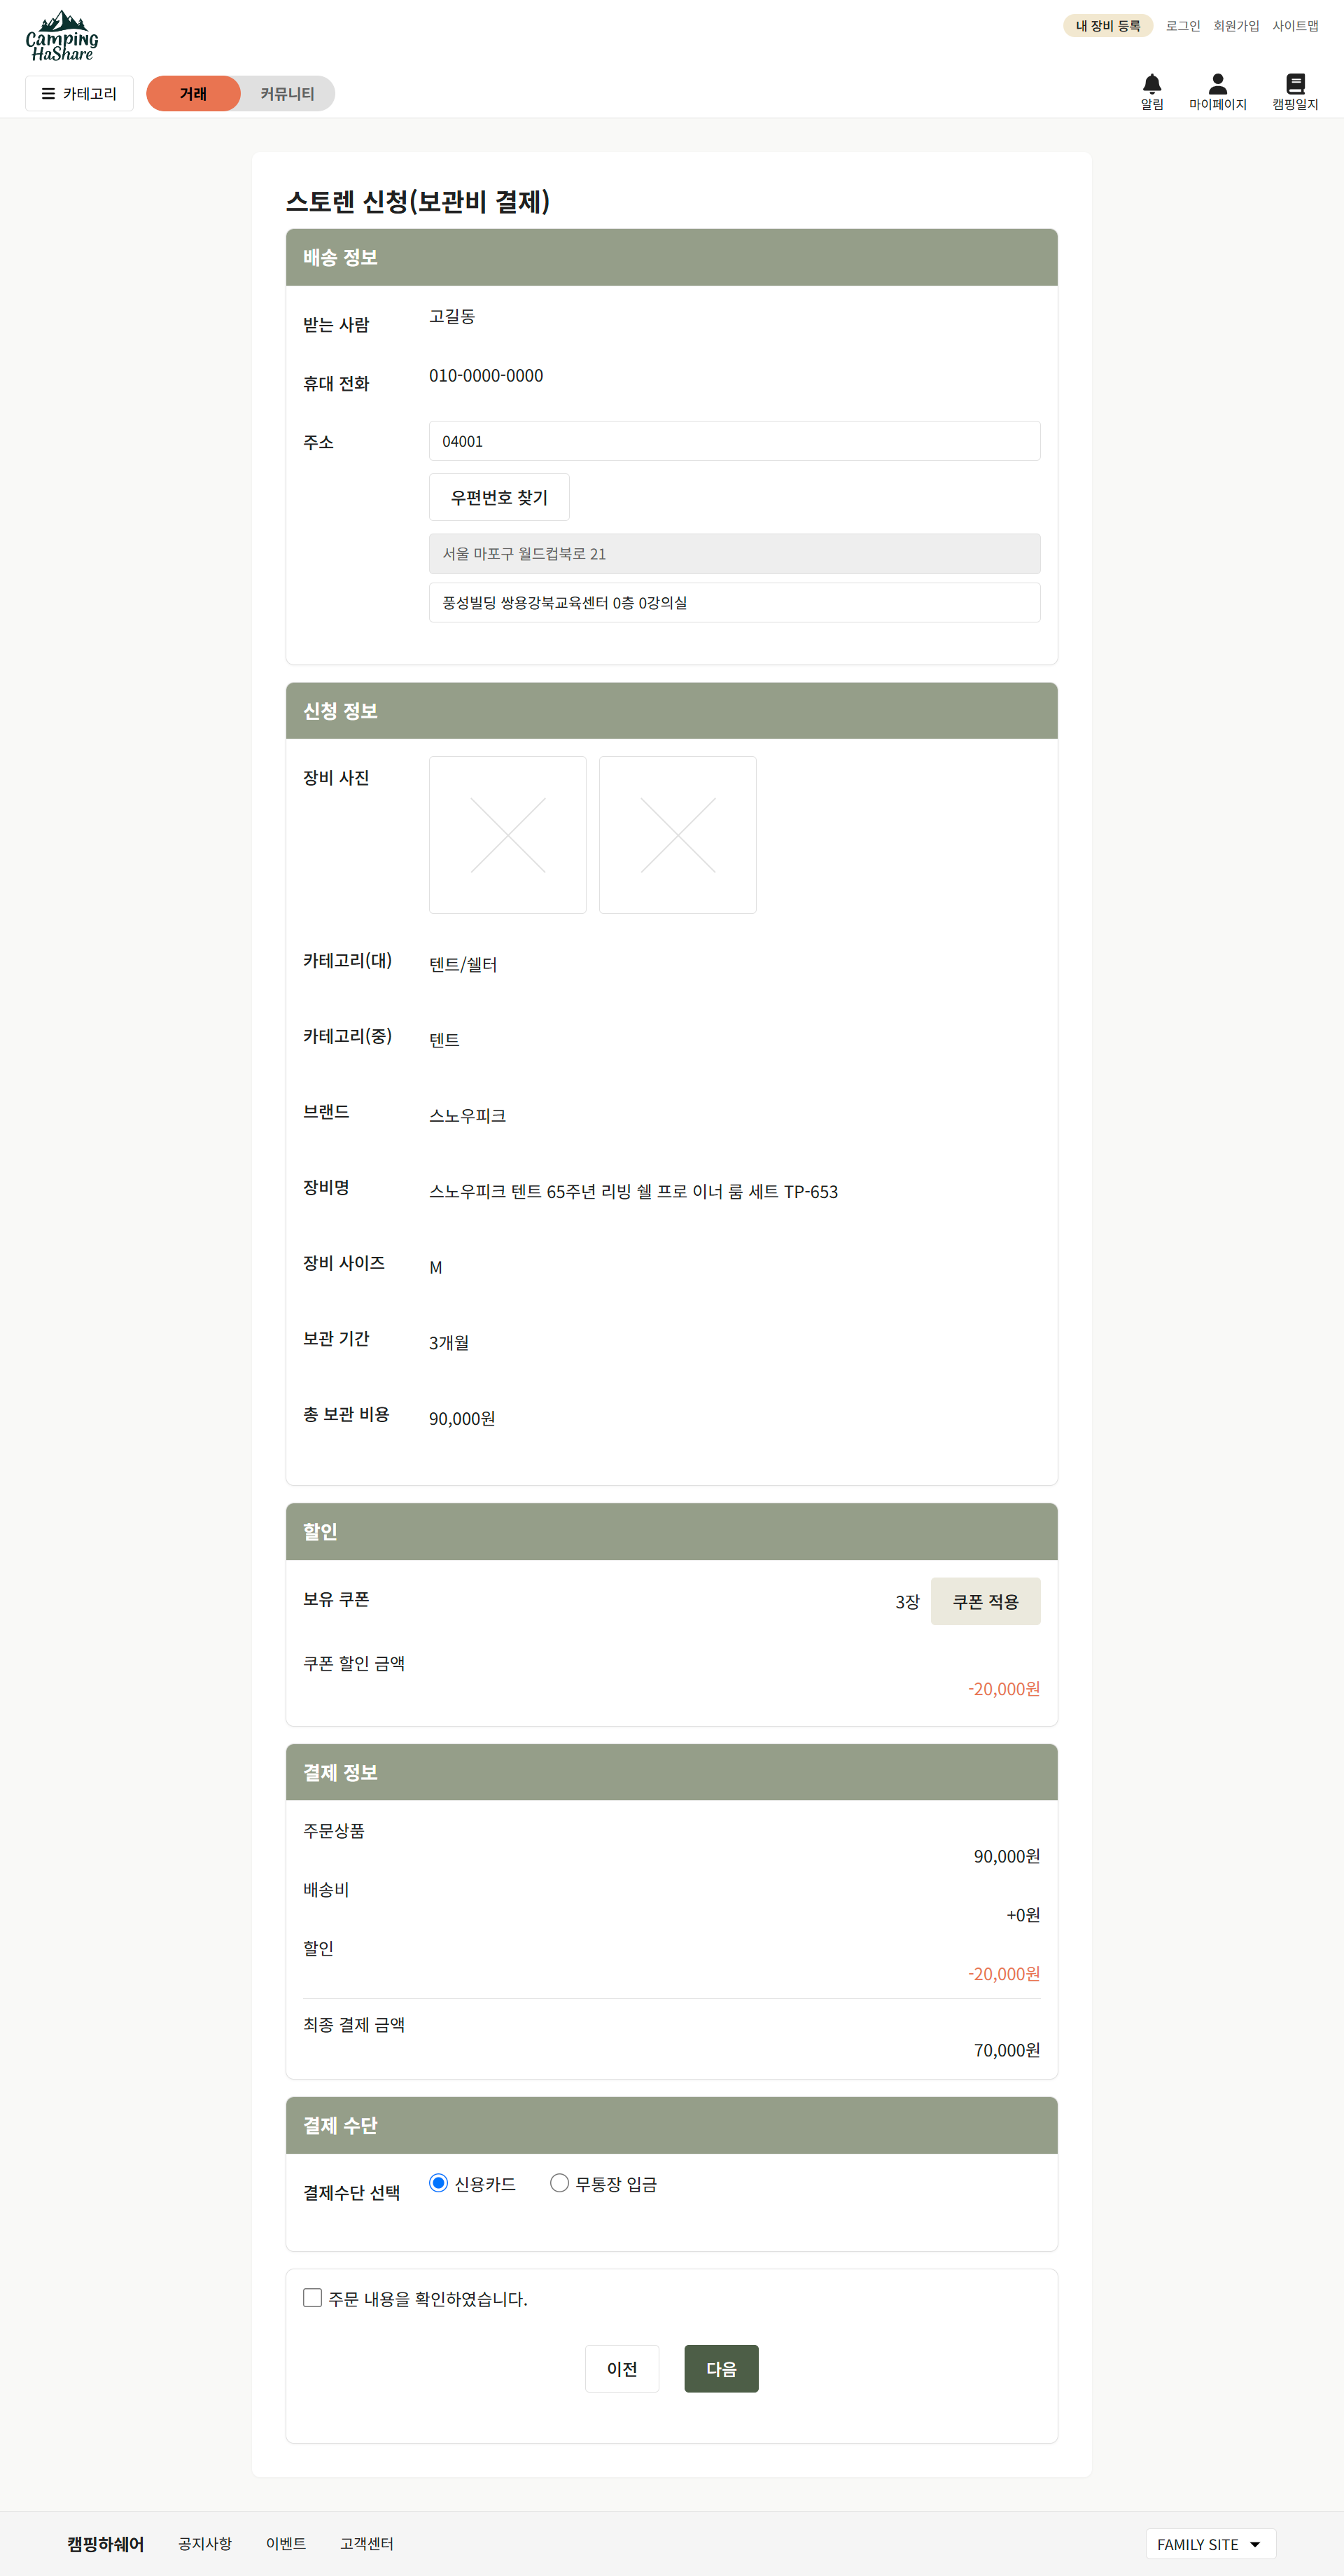 Camping
HaShare
내 장비 등록 로그인 회원가입 사이트맵
카테고리 거래 커뮤니티
알림 마이페이지 캠핑일지
스토렌 신청(보관비 결제)
배송 정보
받는 사람 고길동
휴대 전화 010-0000-0000
주소 04001
우편번호 찾기
서울 마포구 월드컵북로 21
풍성빌딩 쌍용강북교육센터 0층 0강의실
신청 정보
장비 사진
카테고리(대) 텐트/쉘터
카테고리(중) 텐트
브랜드 스노우피크
장비명 스노우피크 텐트 65주년 리빙 쉘 프로 이너 룸 세트 TP-653
장비 사이즈 M
보관 기간 3개월
총 보관 비용 90,000원
할인
보유 쿠폰 3장 쿠폰 적용
쿠폰 할인 금액
-20,000원
결제 정보
주문상품
90,000원
배송비
+0원
할인
-20,000원
최종 결제 금액
70,000원
결제 수단
결제수단 선택 신용카드 무통장 입금
주문 내용을 확인하였습니다.
이전 다음
캠핑하쉐어 공지사항 이벤트 고객센터 FAMILY SITE